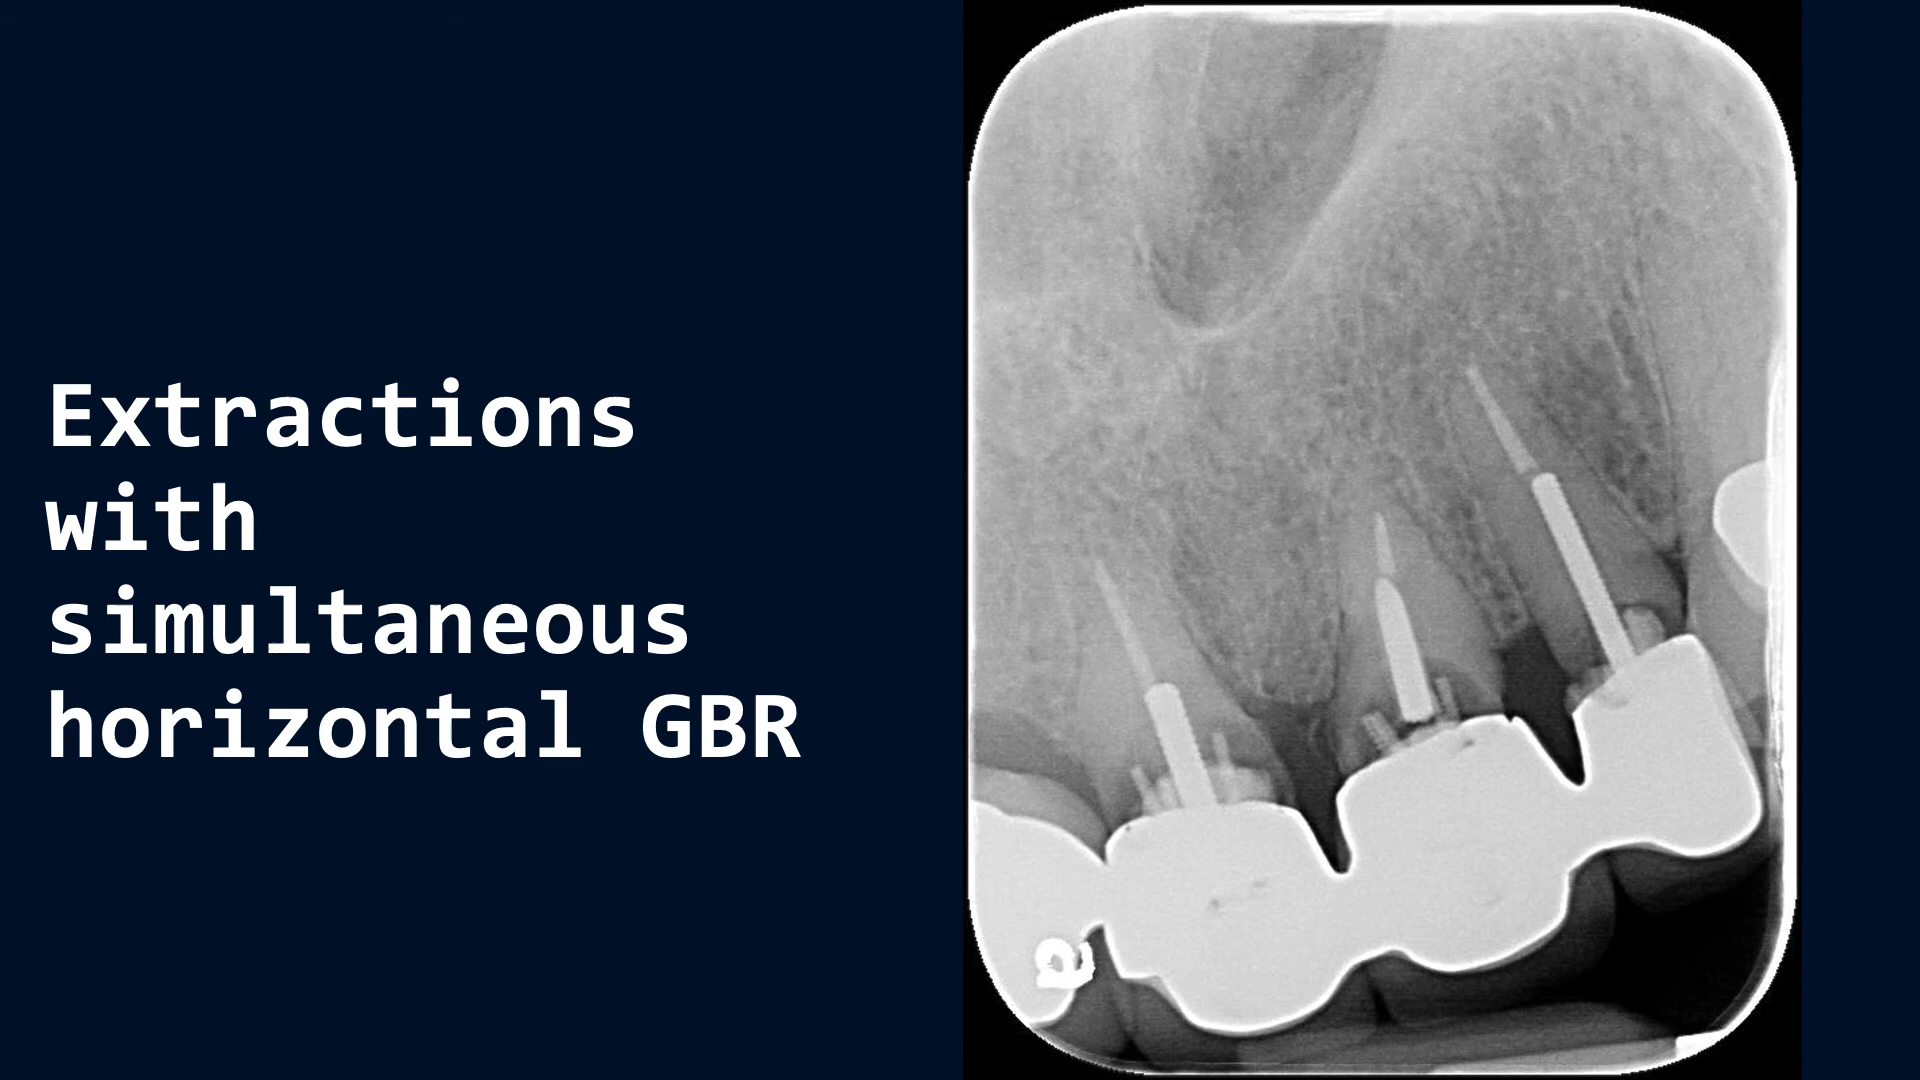 Extractions
with
simultaneous
horizontal GBR